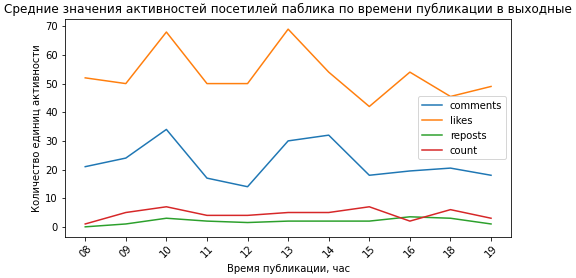 Средние значения активностей посетилей паблика по времени публикации в выходные
Количество единиц активности
70
60
50
40
30
20
10
0
comments
likes
reposts
count
08 09 10 11 12 13 14 15 16 18 19
Время публикации, час